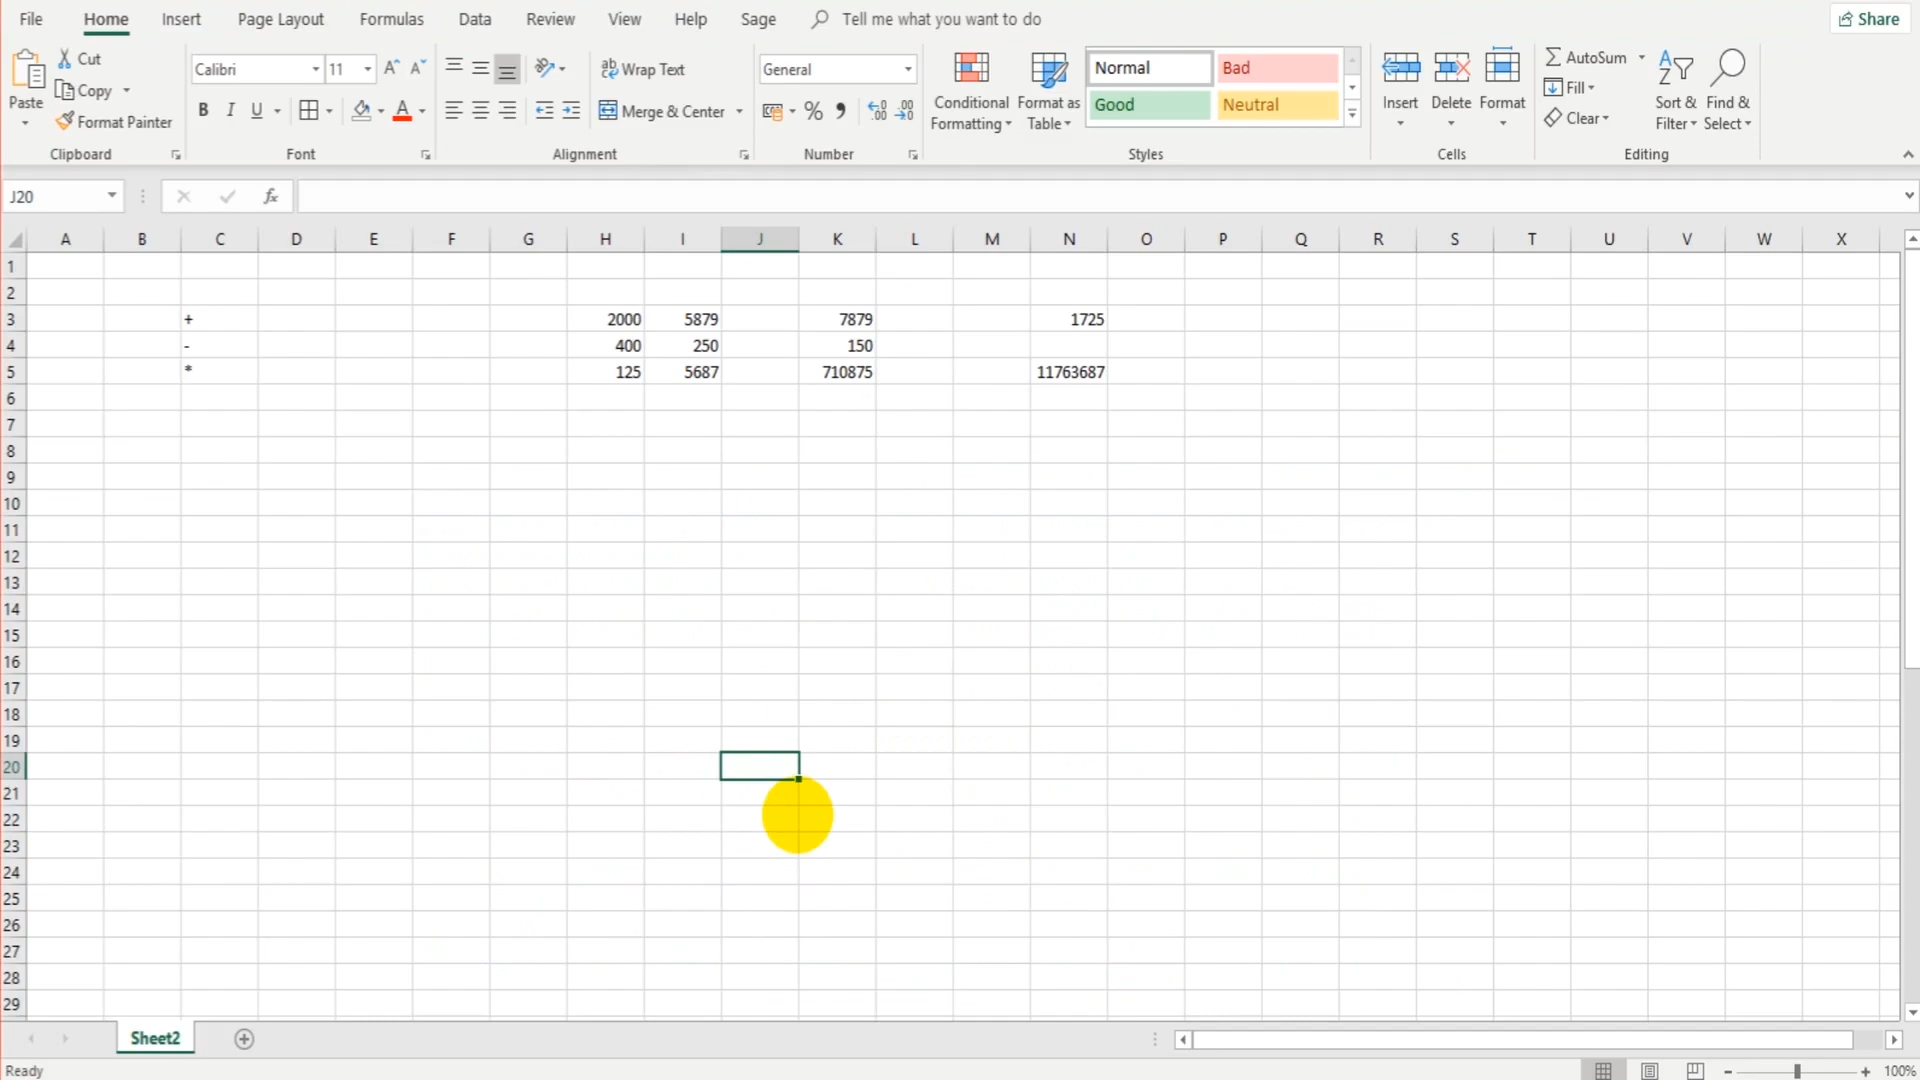 File Home Insert Page Layout Formulas Data Review View Help Sage Tell me what you want to do Share
Paste Cut Copy Format Painter Clipboard
Calibri 11 B I U A Font
Wrap Text Merge & Center Alignment
General % Number
Conditional Formatting Format as Table Normal Bad Good Neutral Styles
Insert Delete Format Cells
AutoSum Fill Clear Sort & Filter Find & Select Editing
J20 fx
A B C D E F G H I J K L M N O P Q R S T U V W X
1
2
3 + 2000 5879 7879 1725
4 - 400 250 150
5 * 125 5687 710875 11763687
6
7
8
9
10
11
12
13
14
15
16
17
18
19
20
21
22
23
24
25
26
27
28
29
Sheet2
Ready 100%